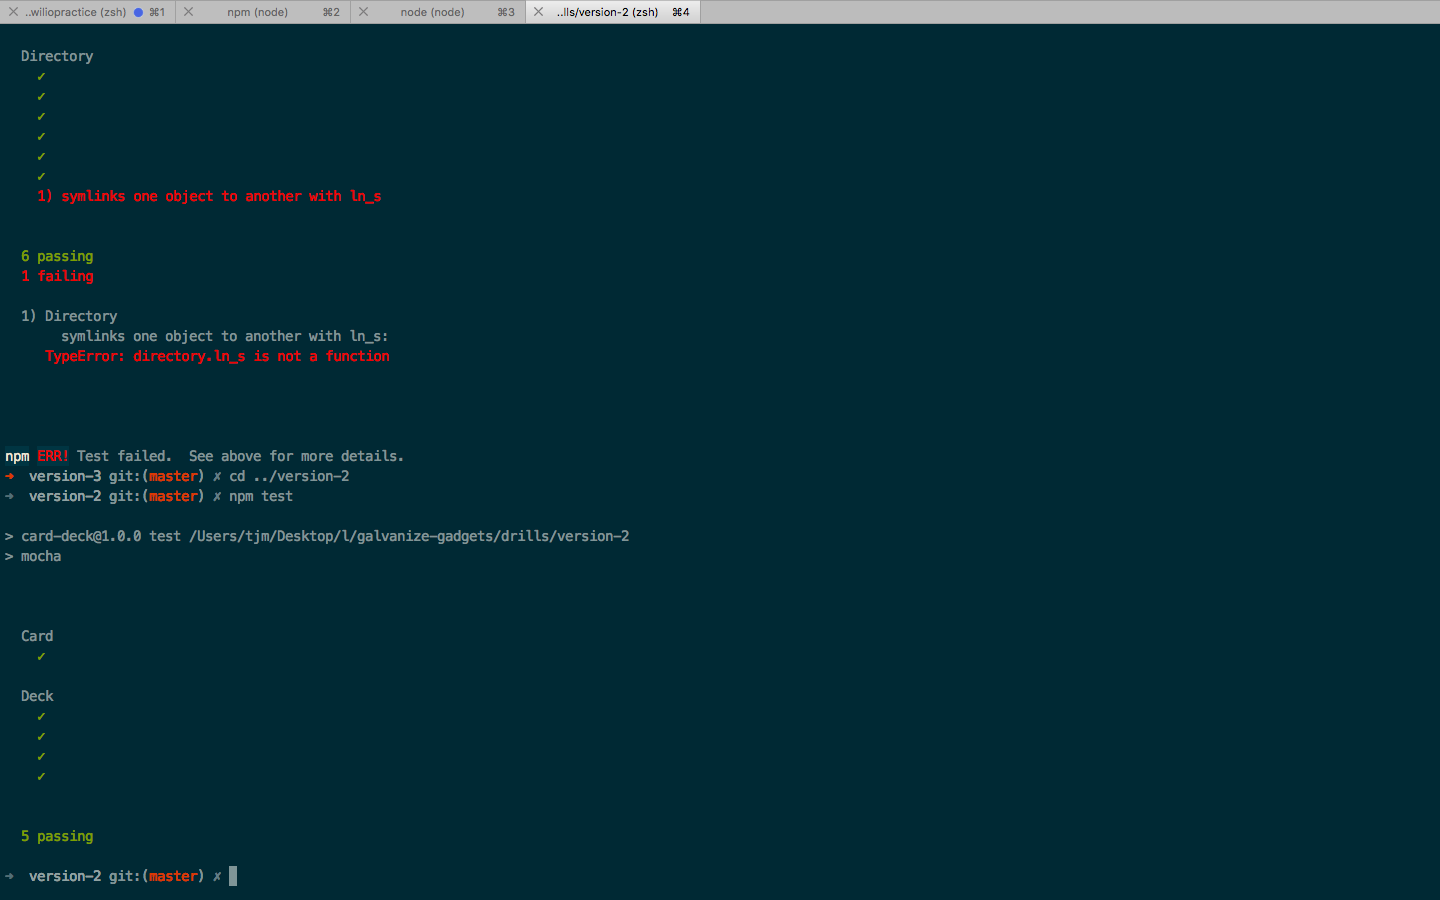 ..wiliopractice (zsh) ⌘1 npm (node) ⌘2 node (node) ⌘3 ..lls/version-2 (zsh) ⌘4
Directory
✓
✓
✓
✓
✓
✓
1) symlinks one object to another with ln_s
6 passing
1 failing
1) Directory
symlinks one object to another with ln_s:
TypeError: directory.ln_s is not a function
npm ERR! Test failed.  See above for more details.
➜  version-3 git:(master) ✗ cd ../version-2
➜  version-2 git:(master) ✗ npm test
> card-deck@1.0.0 test /Users/tjm/Desktop/l/galvanize-gadgets/drills/version-2
> mocha
Card
✓
Deck
✓
✓
✓
✓
5 passing
➜  version-2 git:(master) ✗